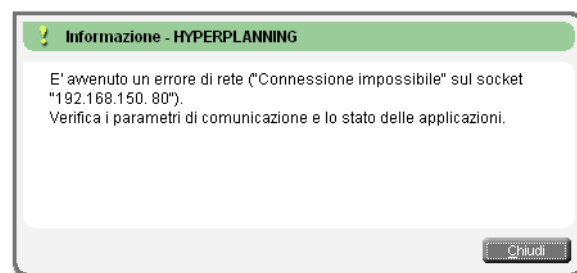 Informazione - HYPERPLANNING
E' avvenuto un errore di rete ("Connessione impossibile" sul socket
"192.168.150. 80").
Verifica i parametri di comunicazione e lo stato delle applicazioni.
Chiudi